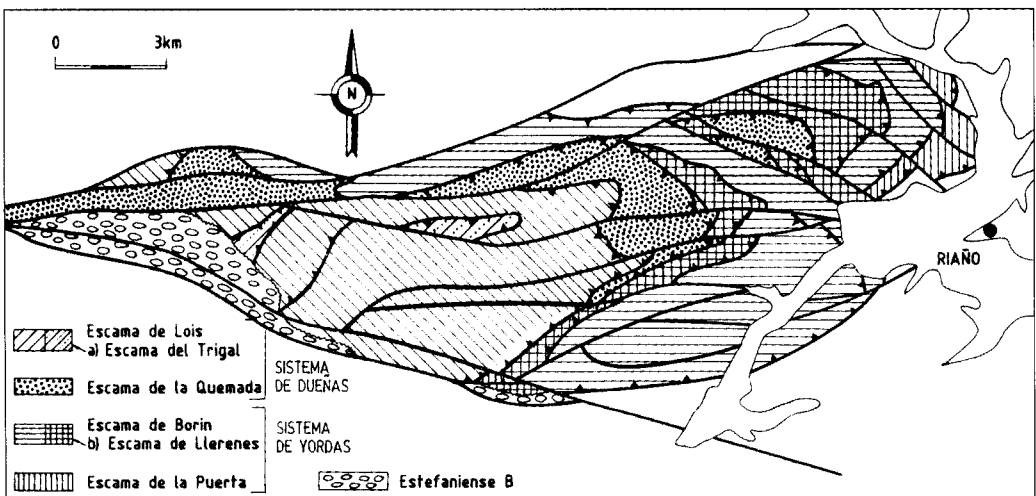 0 3km
N
RIAÑO
Escama de Lois
a) Escama del Trigal
Escama de la Quemada
SISTEMA
DE DUEÑAS
Escama de Borin
b) Escama de Llerenes
SISTEMA
DE YORDAS
Escama de la Puerta
Estefaniense B